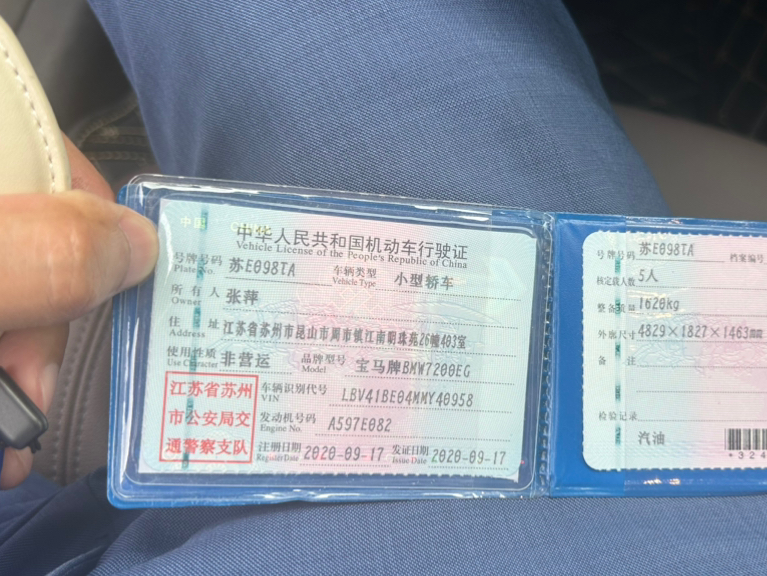 中国 CHINA
中华人民共和国机动车行驶证
Vehicle License of the People's Republic of China
号牌号码 苏E098TA 车辆类型 小型轿车
Plate No. Vehicle Type
所有人 张萍
Owner
住址 江苏省苏州市昆山市周市镇江南明珠苑26幢403室
Address
使用性质 非营运 品牌型号 宝马牌BMW7200EG
Use Character Model
江苏省苏州
市公安局交
通警察支队
车辆识别代号 LBV41BE04MMY40958
VIN
发动机号码 A597E082
Engine No.
注册日期 2020-09-17 发证日期 2020-09-17
Register Date Issue Date
号牌号码 苏E098TA 档案编号
核定载人数 5人
整备质量 1620kg
外廓尺寸 4829×1827×1463mm
备注
检验记录
汽油
*324